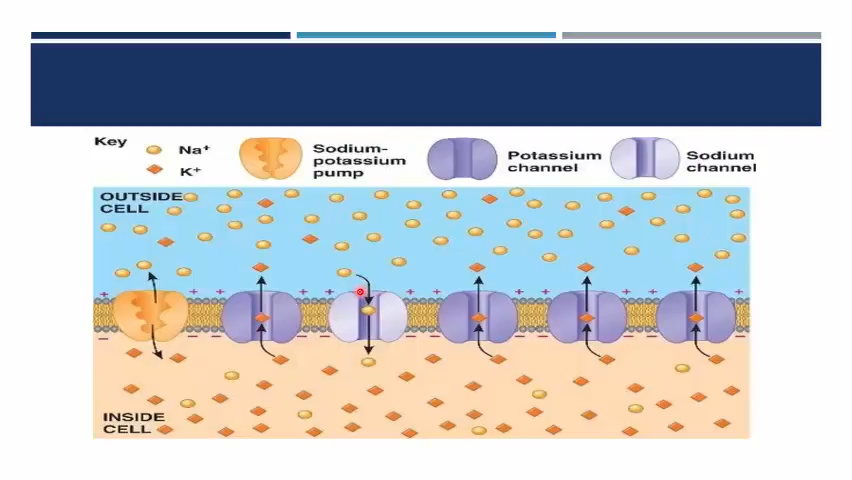 Key
Na⁺
K⁺
Sodium-
potassium
pump
Potassium
channel
Sodium
channel
OUTSIDE
CELL
INSIDE
CELL